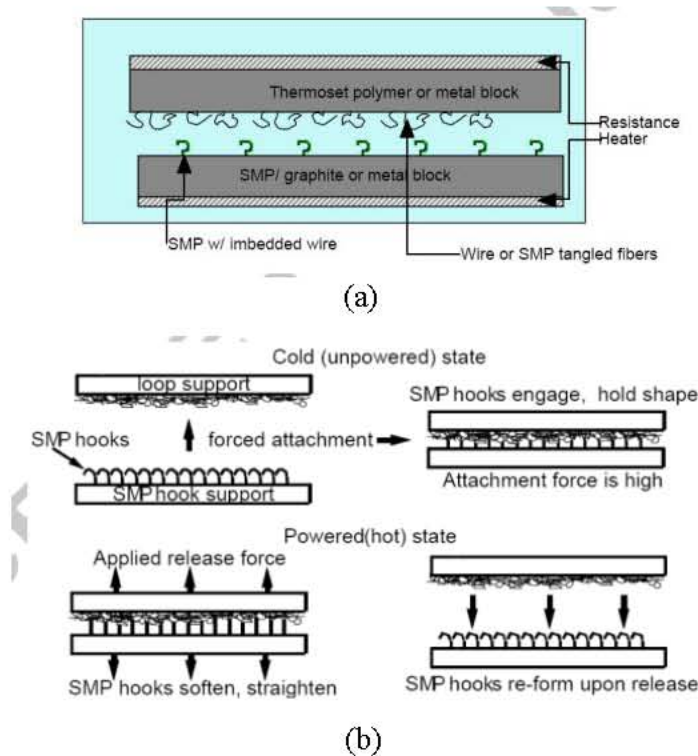 Thermoset polymer or metal block
Resistance
Heater
SMP/ graphite or metal block
SMP w/ imbedded wire
Wire or SMP tangled fibers
(a)
Cold (unpowered) state
loop support
SMP hooks engage, hold shape
SMP hooks
forced attachment
SMP hook support
Attachment force is high
Powered(hot) state
Applied release force
SMP hooks soften, straighten
SMP hooks re-form upon release
(b)